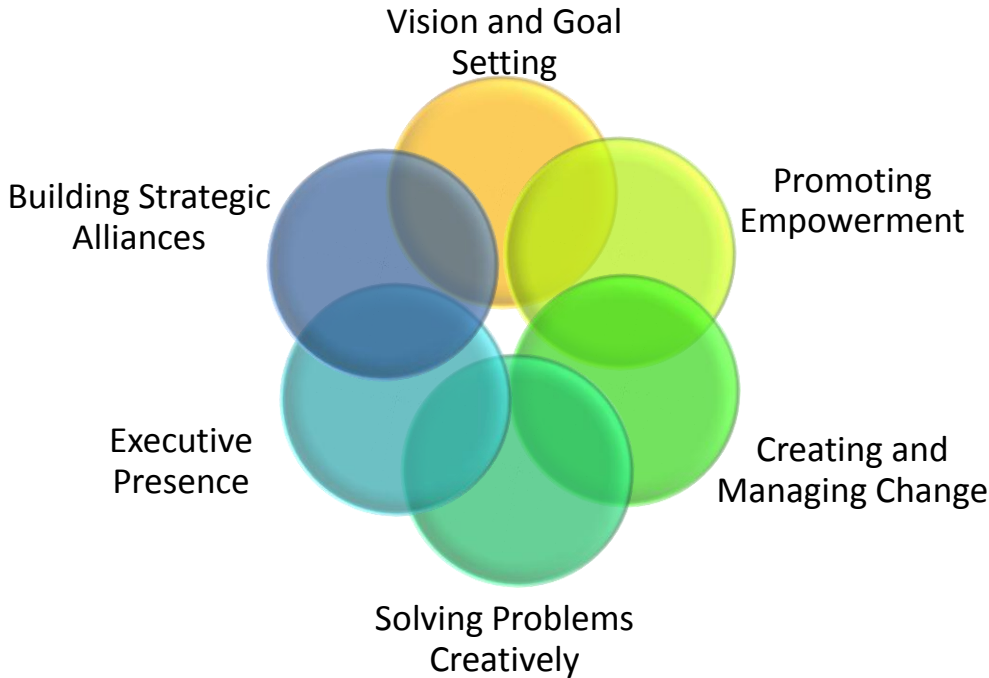 Vision and Goal
Setting
Promoting
Empowerment
Creating and
Managing Change
Solving Problems
Creatively
Executive
Presence
Building Strategic
Alliances